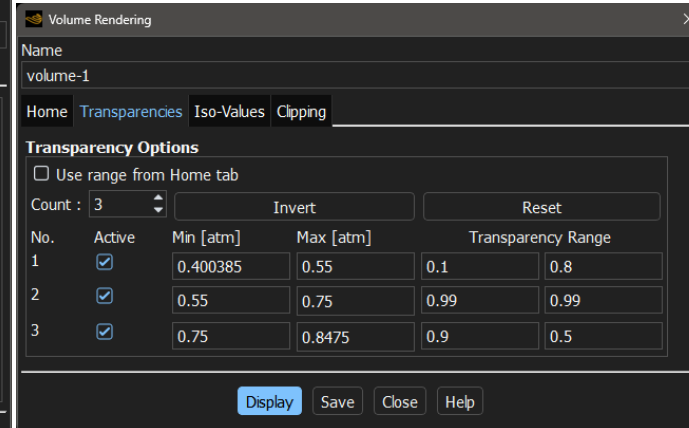 Volume Rendering
Name
volume-1
Home Transparencies Iso-Values Clipping
Transparency Options
Use range from Home tab
Count : 3 Invert Reset
No. Active Min [atm] Max [atm] Transparency Range
1 0.400385 0.55 0.1 0.8
2 0.55 0.75 0.99 0.99
3 0.75 0.8475 0.9 0.5
Display Save Close Help